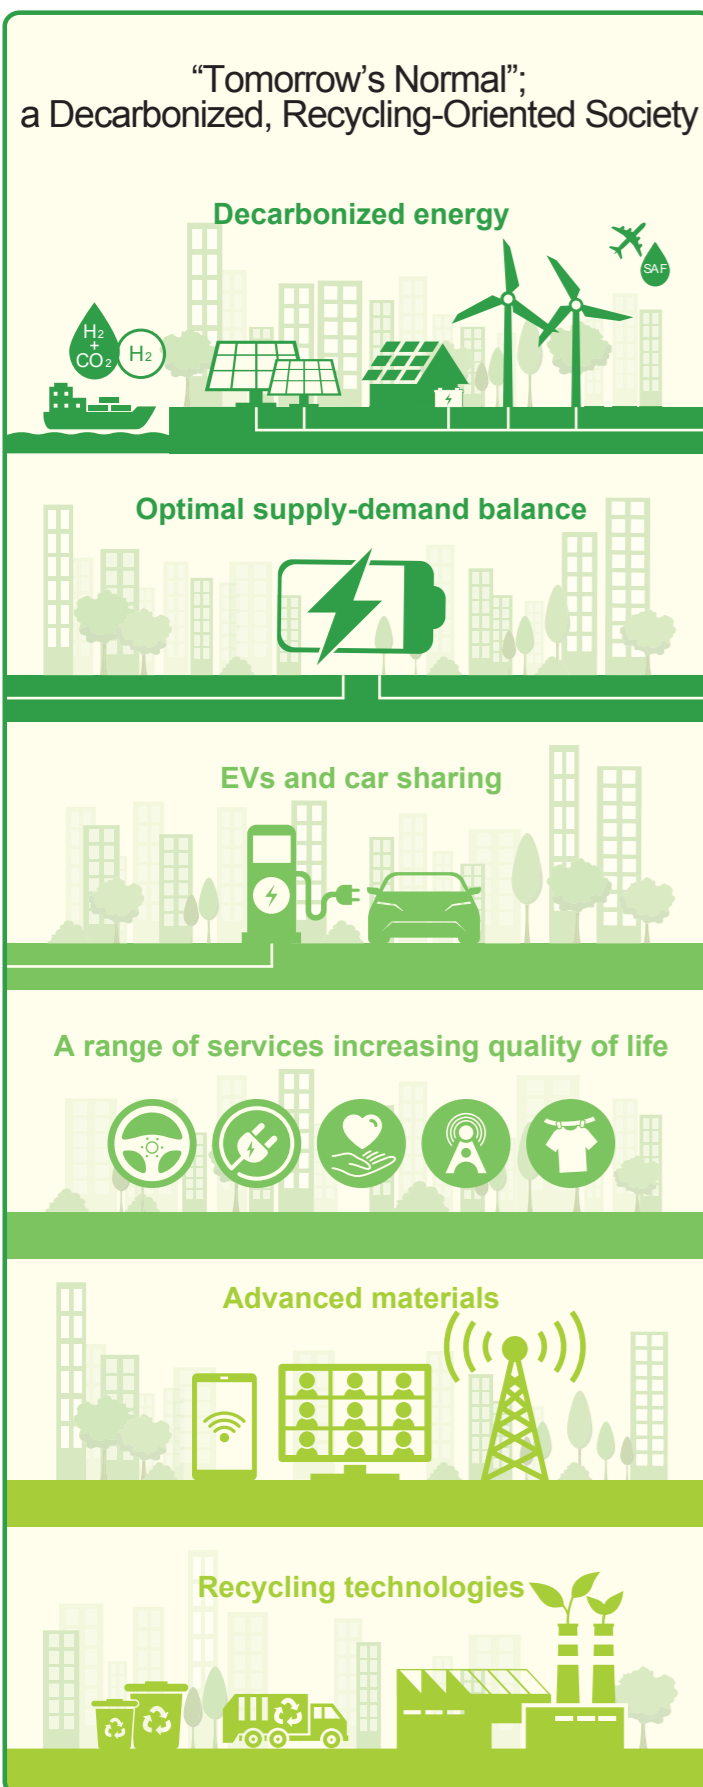 “Tomorrow’s Normal”;
a Decarbonized, Recycling-Oriented Society
Decarbonized energy
SAF
H2
+
CO2
H2
Optimal supply-demand balance
EVs and car sharing
A range of services increasing quality of life
Advanced materials
Recycling technologies